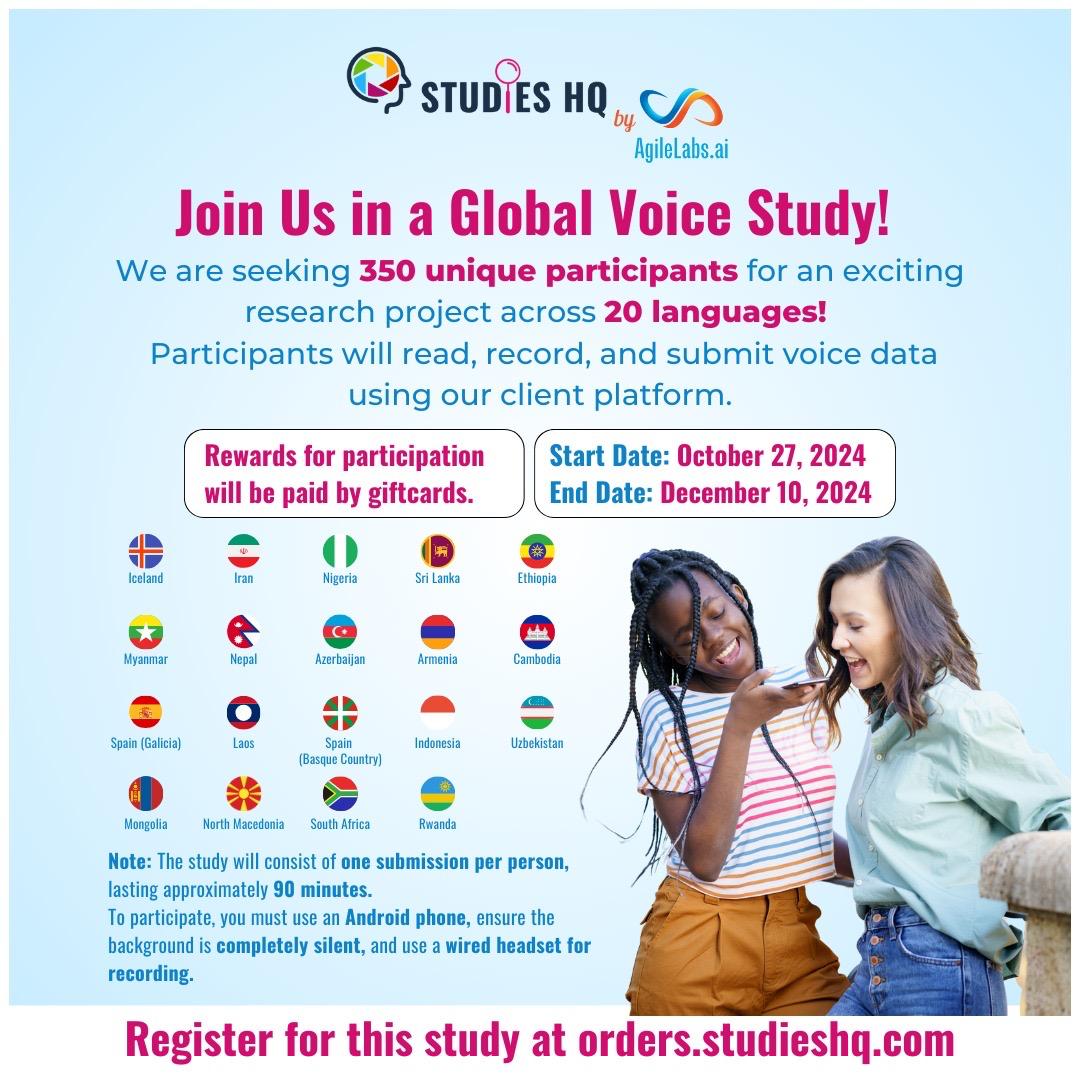 STUDIES HQ
by
AgileLabs.ai
Join Us in a Global Voice Study!
We are seeking 350 unique participants for an exciting
research project across 20 languages!
Participants will read, record, and submit voice data
using our client platform.
Rewards for participation
will be paid by giftcards.
Start Date: October 27, 2024
End Date: December 10, 2024
Iceland
Iran
Nigeria
Sri Lanka
Ethiopia
Myanmar
Nepal
Azerbaijan
Armenia
Cambodia
Spain (Galicia)
Laos
Spain
(Basque Country)
Indonesia
Uzbekistan
Mongolia
North Macedonia
South Africa
Rwanda
Note: The study will consist of one submission per person,
lasting approximately 90 minutes.
To participate, you must use an Android phone, ensure the
background is completely silent, and use a wired headset for
recording.
Register for this study at orders.studieshq.com